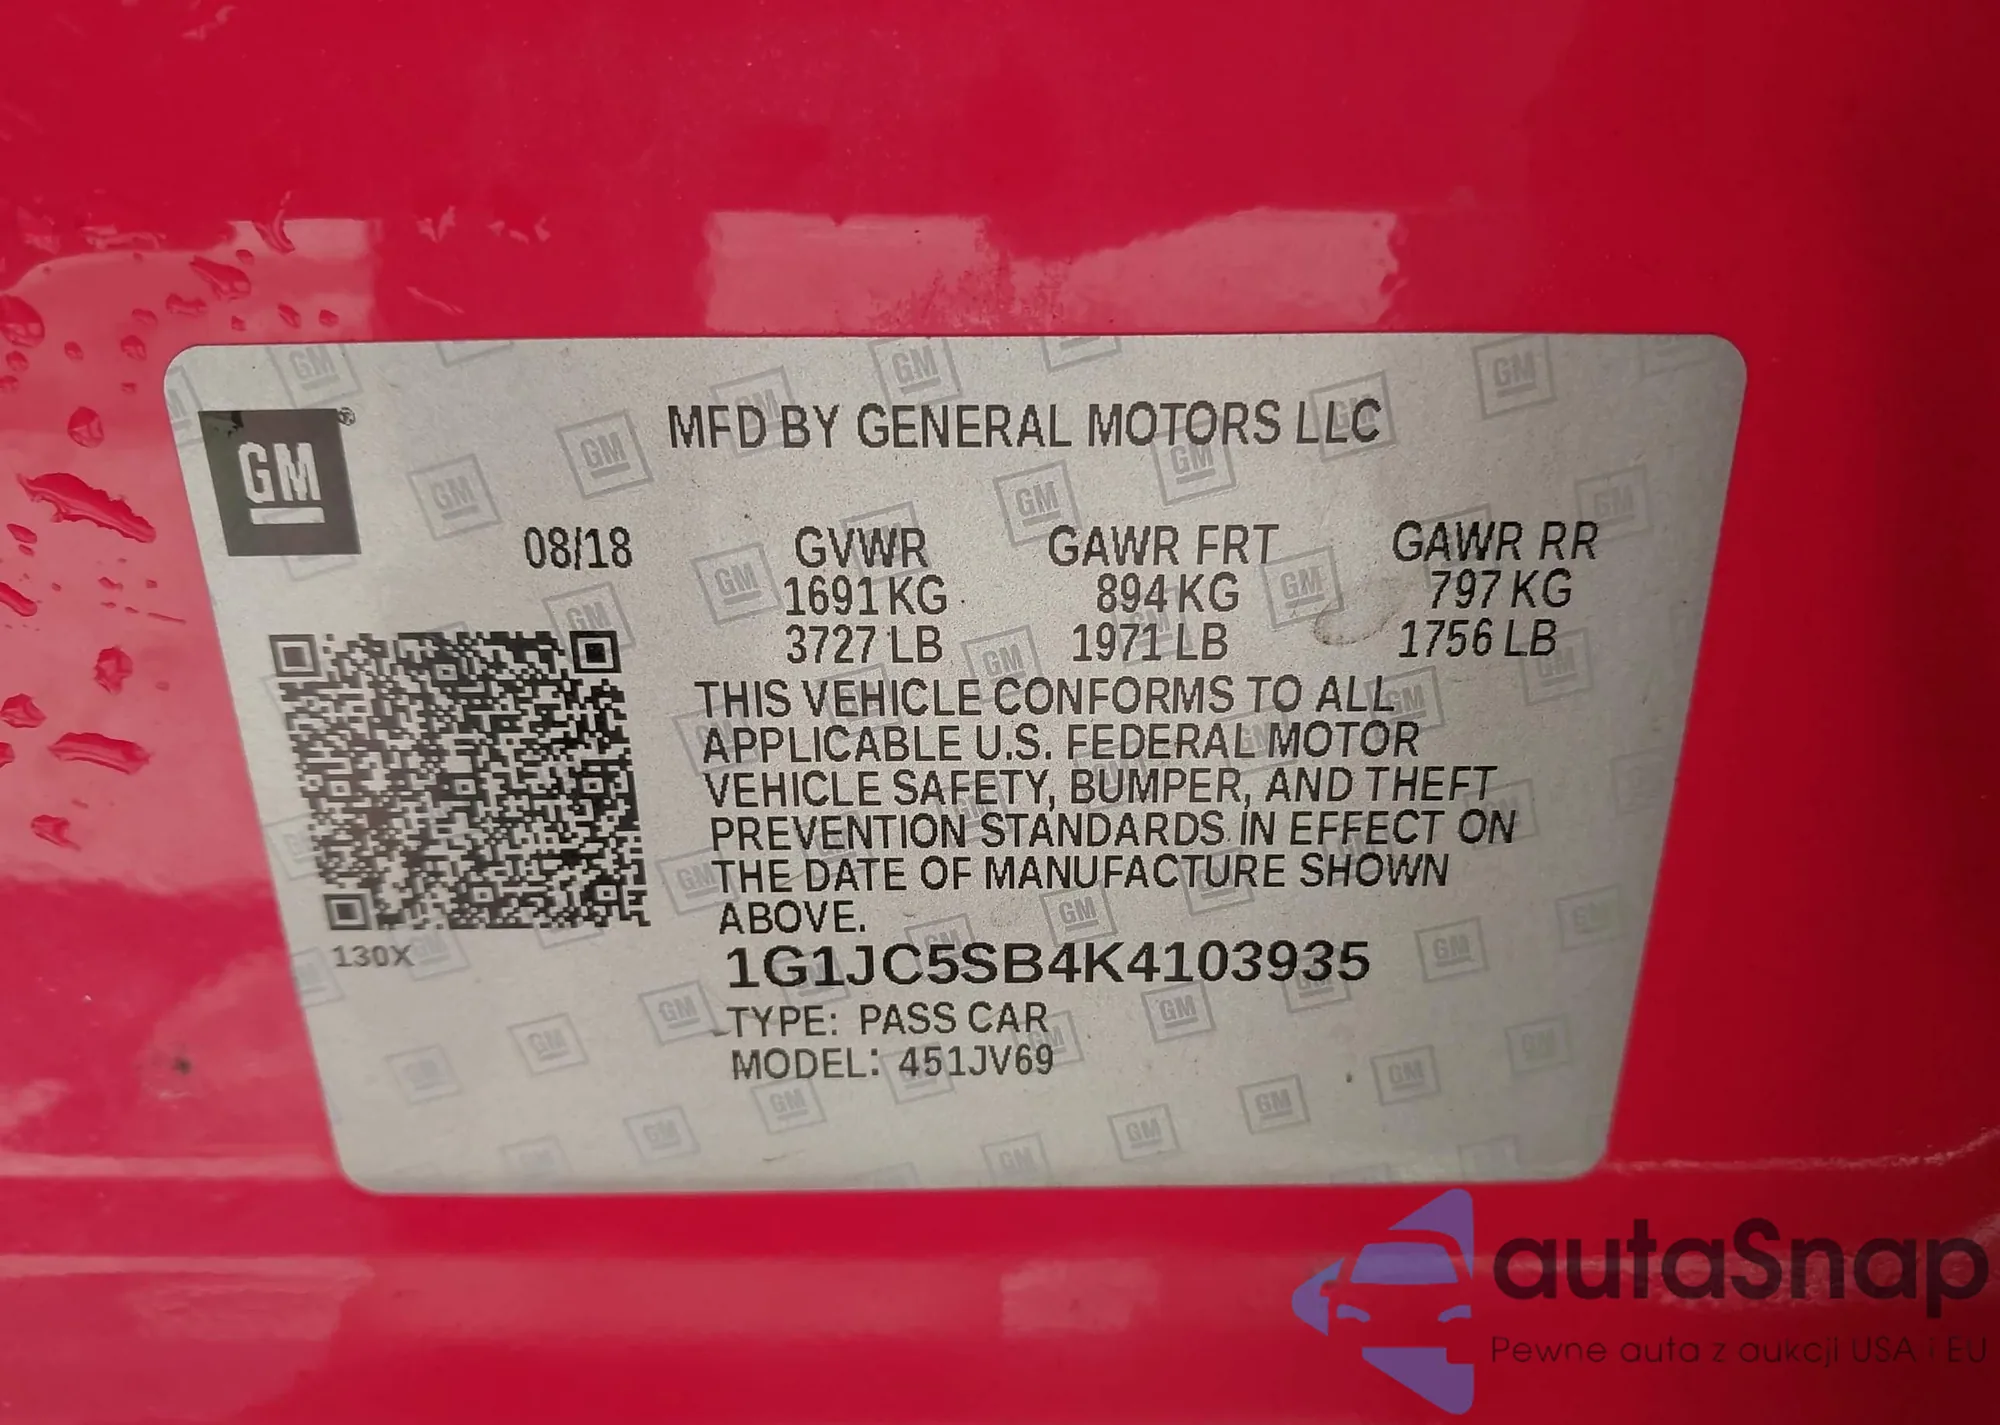 GM®
MFD BY GENERAL MOTORS LLC
08/18 GVWR GAWR FRT GAWR RR
1691 KG 894 KG 797 KG
3727 LB 1971 LB 1756 LB
THIS VEHICLE CONFORMS TO ALL
APPLICABLE U.S. FEDERAL MOTOR
VEHICLE SAFETY, BUMPER, AND THEFT
PREVENTION STANDARDS IN EFFECT ON
THE DATE OF MANUFACTURE SHOWN
ABOVE.
130X
1G1JC5SB4K4103935
TYPE: PASS CAR
MODEL: 451JV69
autaSnap
Pewne auta z aukcji USA i EU